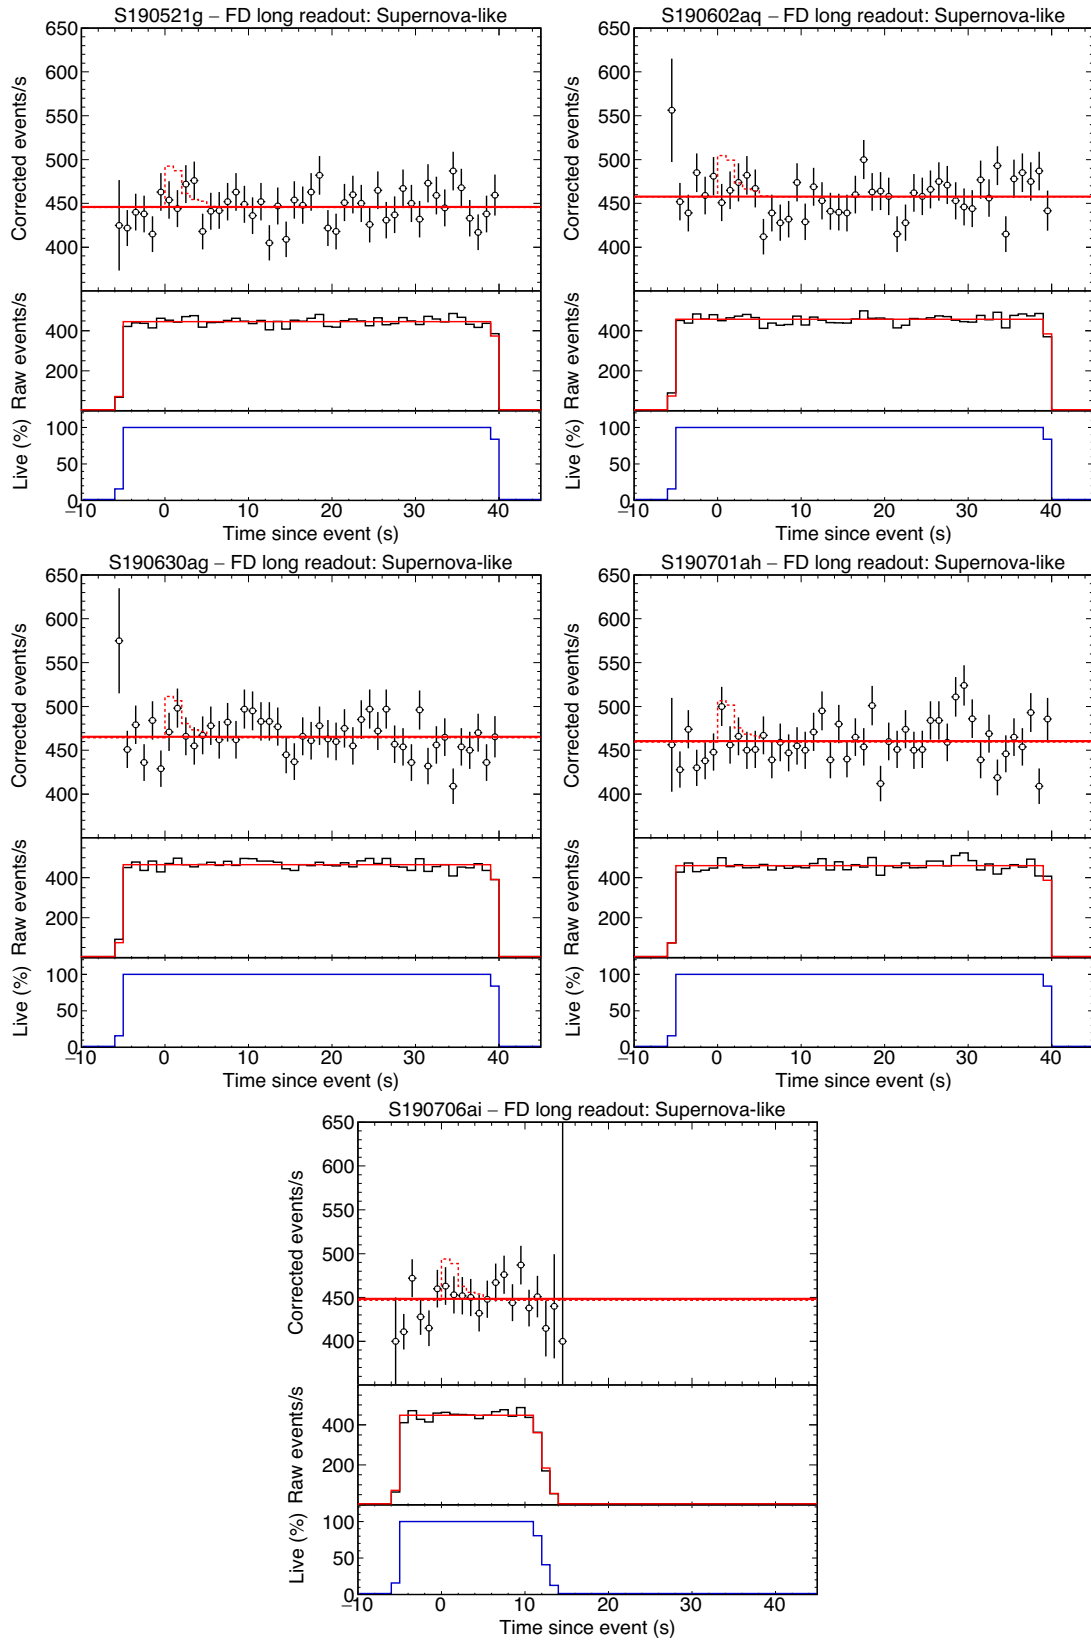 S190521g – FD long readout: Supernova-like
650
600
550
500
450
400
Corrected events/s
400
200
Raw events/s
100
50
0
Live (%)
−10 0 10 20 30 40
Time since event (s)
S190602aq – FD long readout: Supernova-like
650
600
550
500
450
400
Corrected events/s
400
200
Raw events/s
100
50
0
Live (%)
−10 0 10 20 30 40
Time since event (s)
S190630ag – FD long readout: Supernova-like
650
600
550
500
450
400
Corrected events/s
400
200
Raw events/s
100
50
0
Live (%)
−10 0 10 20 30 40
Time since event (s)
S190701ah – FD long readout: Supernova-like
650
600
550
500
450
400
Corrected events/s
400
200
Raw events/s
100
50
0
Live (%)
−10 0 10 20 30 40
Time since event (s)
S190706ai – FD long readout: Supernova-like
650
600
550
500
450
400
Corrected events/s
400
200
Raw events/s
100
50
0
Live (%)
−10 0 10 20 30 40
Time since event (s)